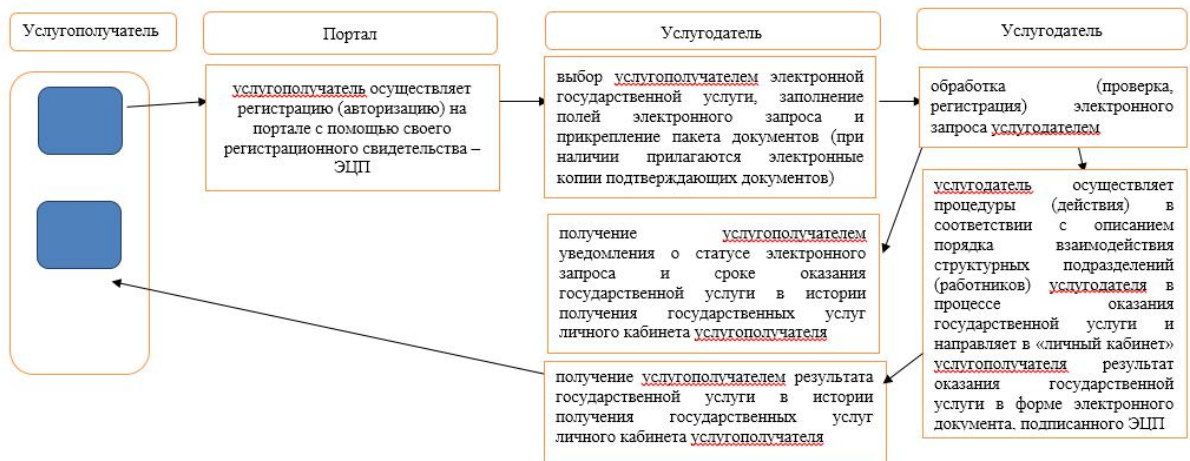 Услугополучатель
Портал
Услугодатель
Услугодатель
услугополучатель осуществляет
регистрацию (авторизацию) на
портале с помощью своего
регистрационного свидетельства –
ЭЦП
выбор услугополучателем электронной
государственной услуги, заполнение
полей электронного запроса и
прикрепление пакета документов (при
наличии прилагаются электронные
копии подтверждающих документов)
обработка (проверка,
регистрация) электронного
запроса услугодателем
получение услугополучателем
уведомления о статусе электронного
запроса и сроке оказания
государственной услуги в истории
получения государственных услуг
личного кабинета услугополучателя
услугодатель осуществляет
процедуры (действия) в
соответствии с описанием
порядка взаимодействия
структурных подразделений
(работников) услугодателя в
процессе оказания
государственной услуги и
направляет в «личный кабинет»
услугополучателя результат
оказания государственной
услуги в форме электронного
документа, подписанного ЭЦП
получение услугополучателем результата
государственной услуги в истории
получения государственных услуг
личного кабинета услугополучателя